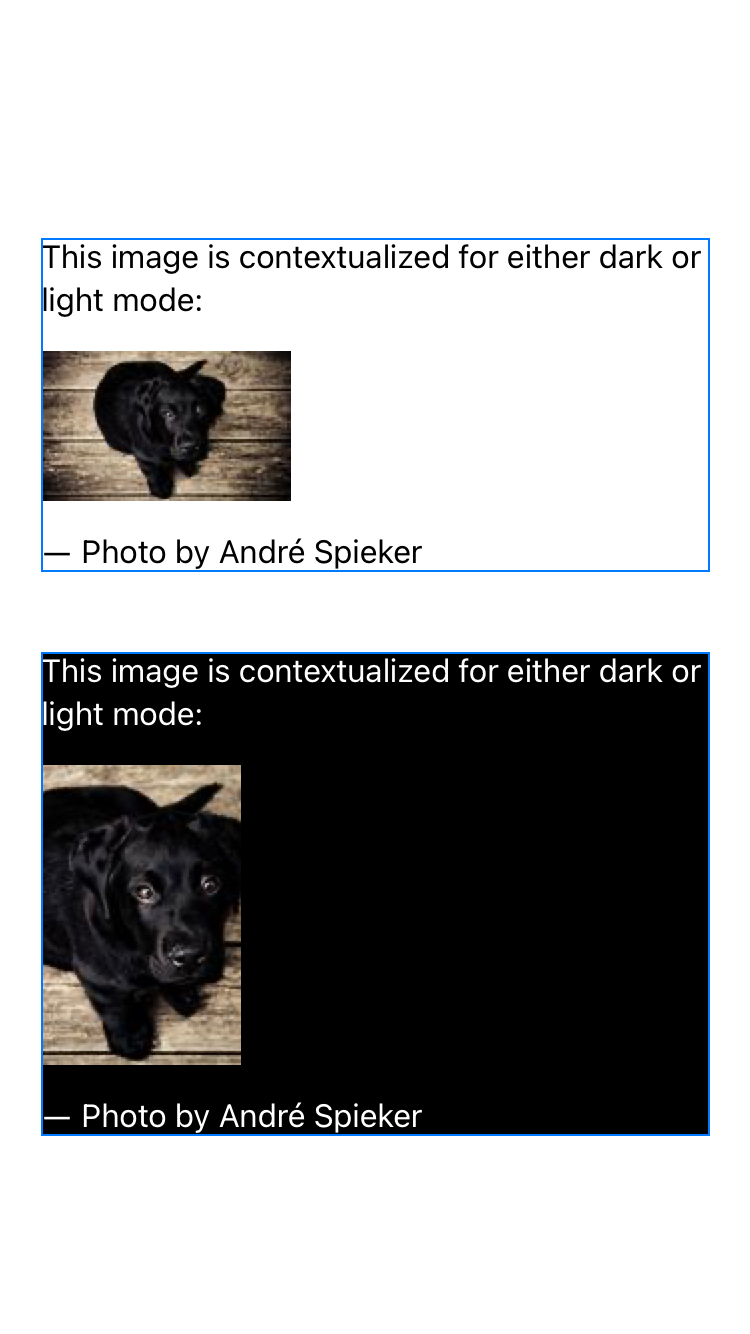 This image is contextualized for either dark or
light mode:
— Photo by André Spieker
This image is contextualized for either dark or
light mode:
— Photo by André Spieker